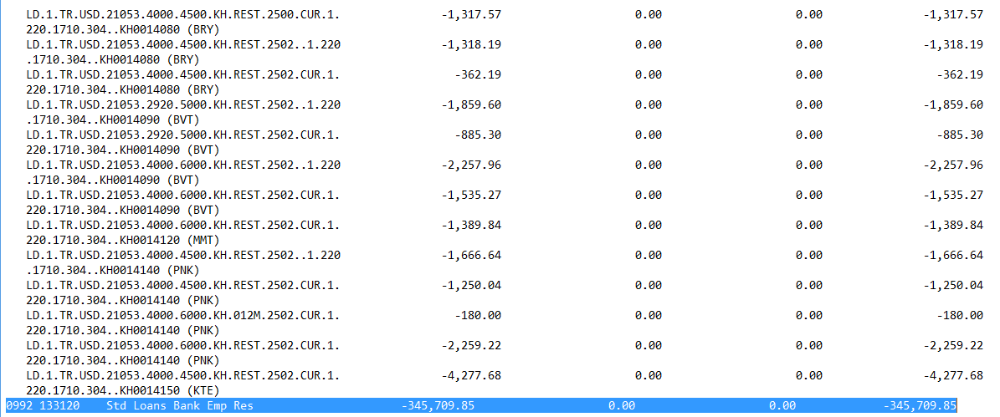 LD.1.TR.USD.21053.4000.4500.KH.REST.2500.CUR.1. -1,317.57 0.00 0.00 -1,317.57
220.1710.304..KH0014080 (BRY)
LD.1.TR.USD.21053.4000.4500.KH.REST.2502..1.220 -1,318.19 0.00 0.00 -1,318.19
.1710.304..KH0014080 (BRY)
LD.1.TR.USD.21053.4000.4500.KH.REST.2502.CUR.1. -362.19 0.00 0.00 -362.19
220.1710.304..KH0014080 (BRY)
LD.1.TR.USD.21053.2920.5000.KH.REST.2502..1.220 -1,859.60 0.00 0.00 -1,859.60
.1710.304..KH0014090 (BVT)
LD.1.TR.USD.21053.2920.5000.KH.REST.2502.CUR.1. -885.30 0.00 0.00 -885.30
220.1710.304..KH0014090 (BVT)
LD.1.TR.USD.21053.4000.6000.KH.REST.2502..1.220 -2,257.96 0.00 0.00 -2,257.96
.1710.304..KH0014090 (BVT)
LD.1.TR.USD.21053.4000.6000.KH.REST.2502.CUR.1. -1,535.27 0.00 0.00 -1,535.27
220.1710.304..KH0014090 (BVT)
LD.1.TR.USD.21053.4000.6000.KH.REST.2502.CUR.1. -1,389.84 0.00 0.00 -1,389.84
220.1710.304..KH0014120 (MMT)
LD.1.TR.USD.21053.4000.4500.KH.REST.2502..1.220 -1,666.64 0.00 0.00 -1,666.64
.1710.304..KH0014140 (PNK)
LD.1.TR.USD.21053.4000.4500.KH.REST.2502.CUR.1. -1,250.04 0.00 0.00 -1,250.04
220.1710.304..KH0014140 (PNK)
LD.1.TR.USD.21053.4000.6000.KH.012M.2502.CUR.1. -180.00 0.00 0.00 -180.00
220.1710.304..KH0014140 (PNK)
LD.1.TR.USD.21053.4000.6000.KH.REST.2502.CUR.1. -2,259.22 0.00 0.00 -2,259.22
220.1710.304..KH0014140 (PNK)
LD.1.TR.USD.21053.4000.4500.KH.REST.2502.CUR.1. -4,277.68 0.00 0.00 -4,277.68
220.1710.304..KH0014150 (KTE)
0992 133120 Std Loans Bank Emp Res -345,709.85 0.00 0.00 -345,709.85